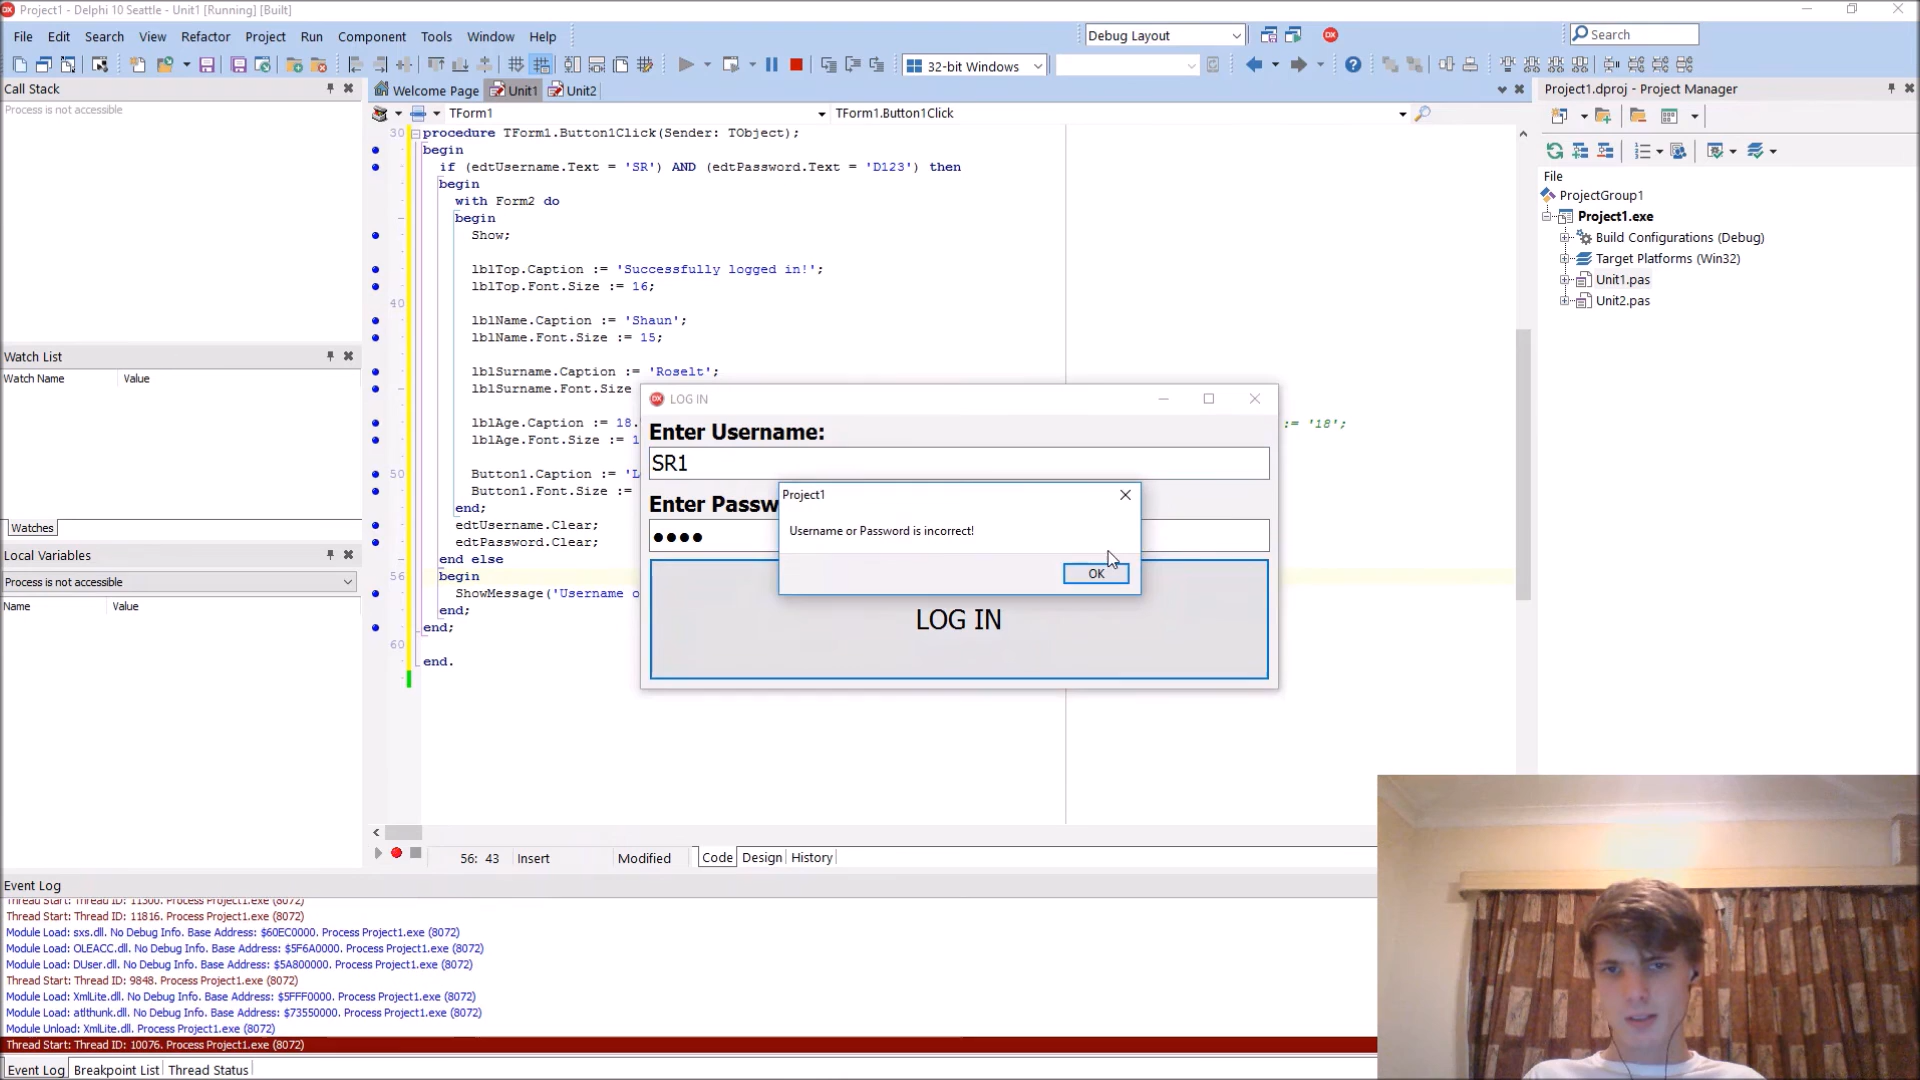 Project1 - Delphi 10 Seattle - Unit1 [Running] [Built]
File Edit Search View Refactor Project Run Component Tools Window Help
Debug Layout
Search
32-bit Windows
Call Stack
Process is not accessible
Welcome Page Unit1 Unit2
TForm1 TForm1.Button1Click
30 procedure TForm1.Button1Click(Sender: TObject);
begin
if (edtUsername.Text = 'SR') AND (edtPassword.Text = 'D123') then
begin
with Form2 do
begin
Show;
lblTop.Caption := 'Successfully logged in!';
lblTop.Font.Size := 16;
40
lblName.Caption := 'Shaun';
lblName.Font.Size := 15;
lblSurname.Caption := 'Roselt';
lblSurname.Font.Size
lblAge.Caption := 18. := '18';
lblAge.Font.Size := 1
50 Button1.Caption := 'L
Button1.Font.Size :=
end;
edtUsername.Clear;
edtPassword.Clear;
end else
56 begin
ShowMessage('Username o
end;
end;
60
end.
LOG IN
Enter Username:
SR1
Enter Passw
Project1
Username or Password is incorrect!
OK
LOG IN
Watch List
Watch Name Value
Watches
Local Variables
Process is not accessible
Name Value
56: 43 Insert Modified Code Design History
Project1.dproj - Project Manager
File
ProjectGroup1
Project1.exe
Build Configurations (Debug)
Target Platforms (Win32)
Unit1.pas
Unit2.pas
Event Log
Thread Start: Thread ID: 11300. Process Project1.exe (8072)
Thread Start: Thread ID: 11816. Process Project1.exe (8072)
Module Load: sxs.dll. No Debug Info. Base Address: $60EC0000. Process Project1.exe (8072)
Module Load: OLEACC.dll. No Debug Info. Base Address: $5F6A0000. Process Project1.exe (8072)
Module Load: DUser.dll. No Debug Info. Base Address: $5A800000. Process Project1.exe (8072)
Thread Start: Thread ID: 9848. Process Project1.exe (8072)
Module Load: XmlLite.dll. No Debug Info. Base Address: $5FFF0000. Process Project1.exe (8072)
Module Load: atlthunk.dll. No Debug Info. Base Address: $73550000. Process Project1.exe (8072)
Module Unload: XmlLite.dll. Process Project1.exe (8072)
Thread Start: Thread ID: 10076. Process Project1.exe (8072)
Event Log Breakpoint List Thread Status